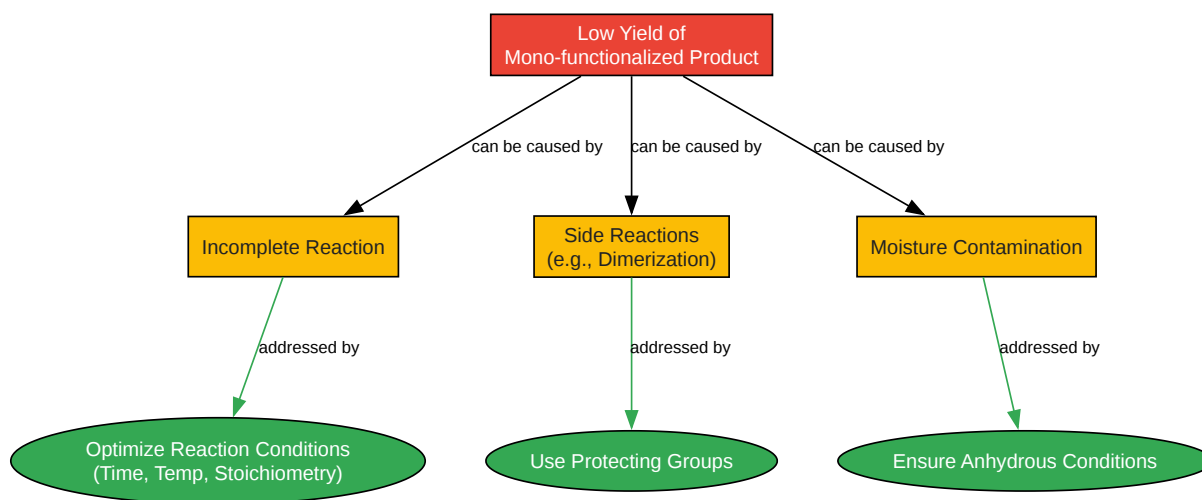 Low Yield of
Mono-functionalized Product
can be caused by
can be caused by
can be caused by
Incomplete Reaction
Side Reactions
(e.g., Dimerization)
Moisture Contamination
addressed by
addressed by
addressed by
Optimize Reaction Conditions
(Time, Temp, Stoichiometry)
Use Protecting Groups
Ensure Anhydrous Conditions